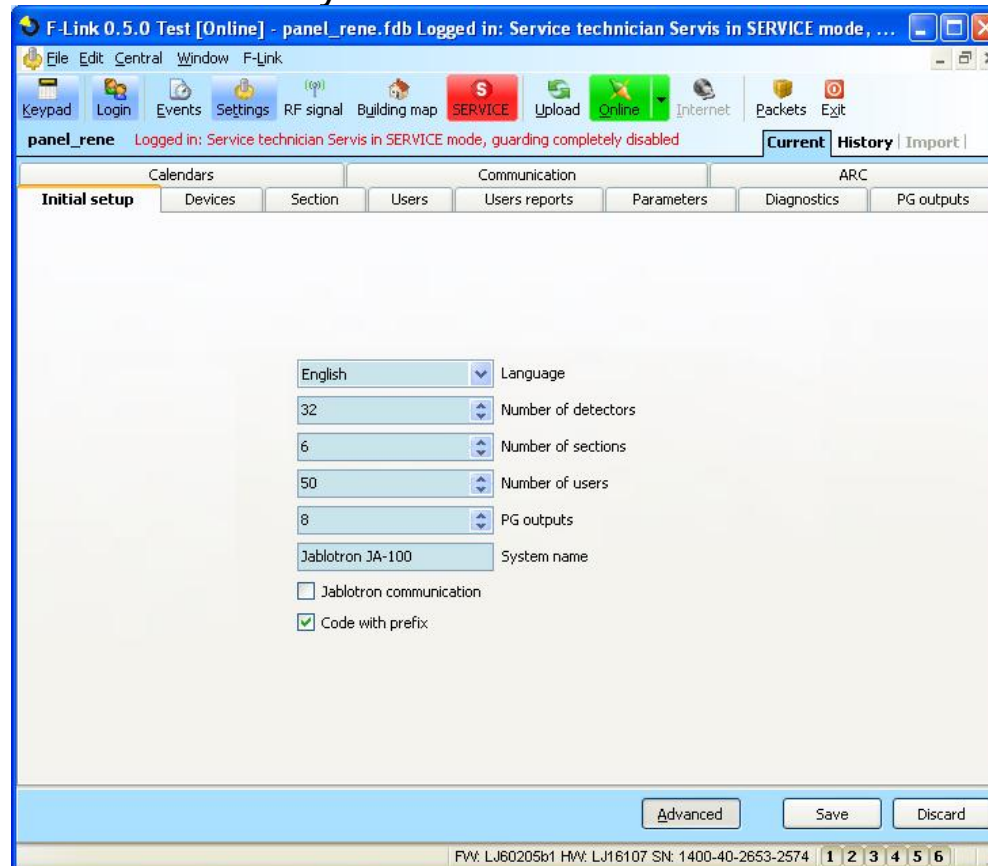 F-Link 0.5.0 Test [Online] - panel_rene.fdb Logged in: Service technician Servis in SERVICE mode, ...
File Edit Central Window F-Link
Keypad Login Events Settings RF signal Building map SERVICE Upload Online Internet Packets Exit
panel_rene Logged in: Service technician Servis in SERVICE mode, guarding completely disabled Current History Import
Calendars Communication ARC
Initial setup Devices Section Users Users reports Parameters Diagnostics PG outputs
English Language
32 Number of detectors
6 Number of sections
50 Number of users
8 PG outputs
Jablotron JA-100 System name
Jablotron communication
Code with prefix
Advanced Save Discard
FW: LJ60205b1 HW: LJ16107 SN: 1400-40-2653-2574 1 2 3 4 5 6